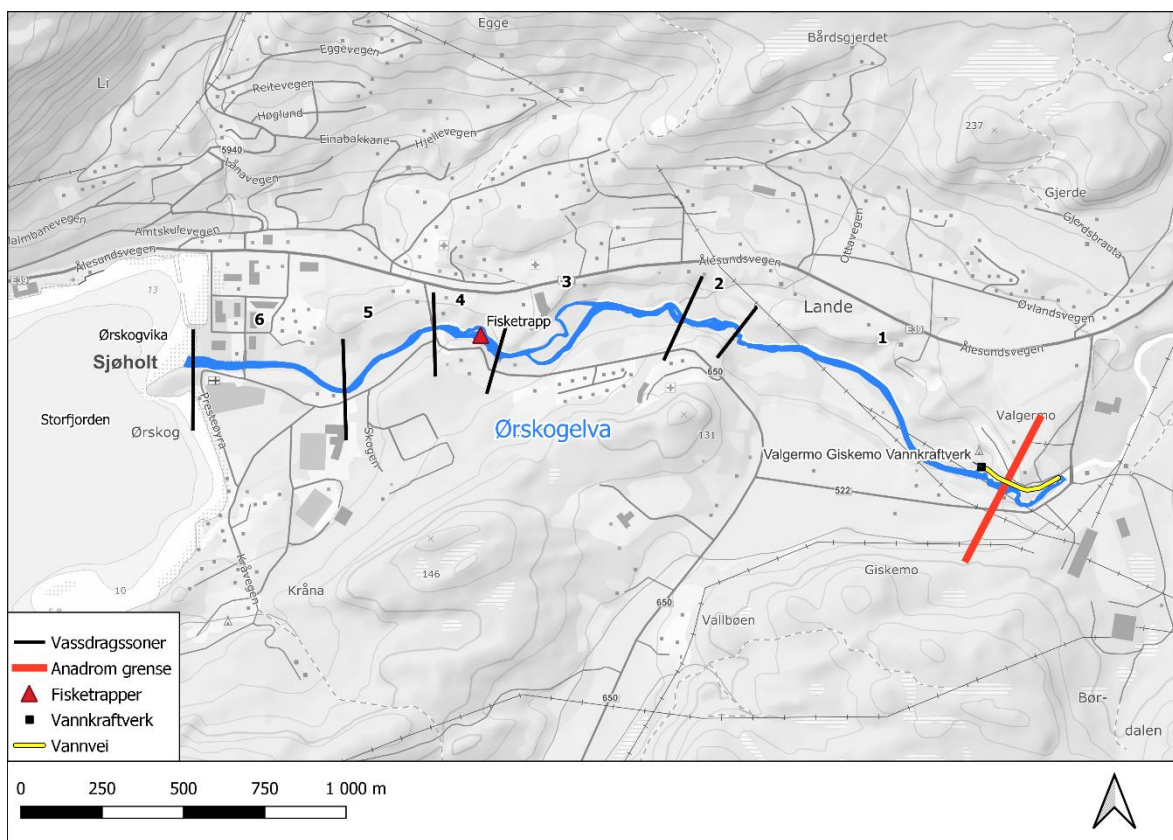 Egge
Bårdsgjerdet
Eggevegen
Li
Reitevegen
Høglund
237
Einabakkane
Hjellevegen
5940
Lånavegen
Gjerde
Gjerdsbrauta
Malmbanevegen
Amtskulevegen
Ottavegen
Ålesundsvegen
Ålesundsvegen
E39
13
3
2
Lande
Øvlandsvegen
5
4
Fisketrapp
6
Ørskogvika
1
E39
Ålesundsvegen
Sjøholt
650
Presteøyra
Valgermo
Storfjorden
Ørskog
Skogen
Ørskogelva
131
Valgermo Giskemo Vannkraftverk
522
Giskemo
146
Kråvegen
10
Kråna
650
Vallbøen
650
Bør-
dalen
Vassdragssoner
Anadrom grense
Fisketrapper
Vannkraftverk
Vannvei
0 250 500 750 1 000 m